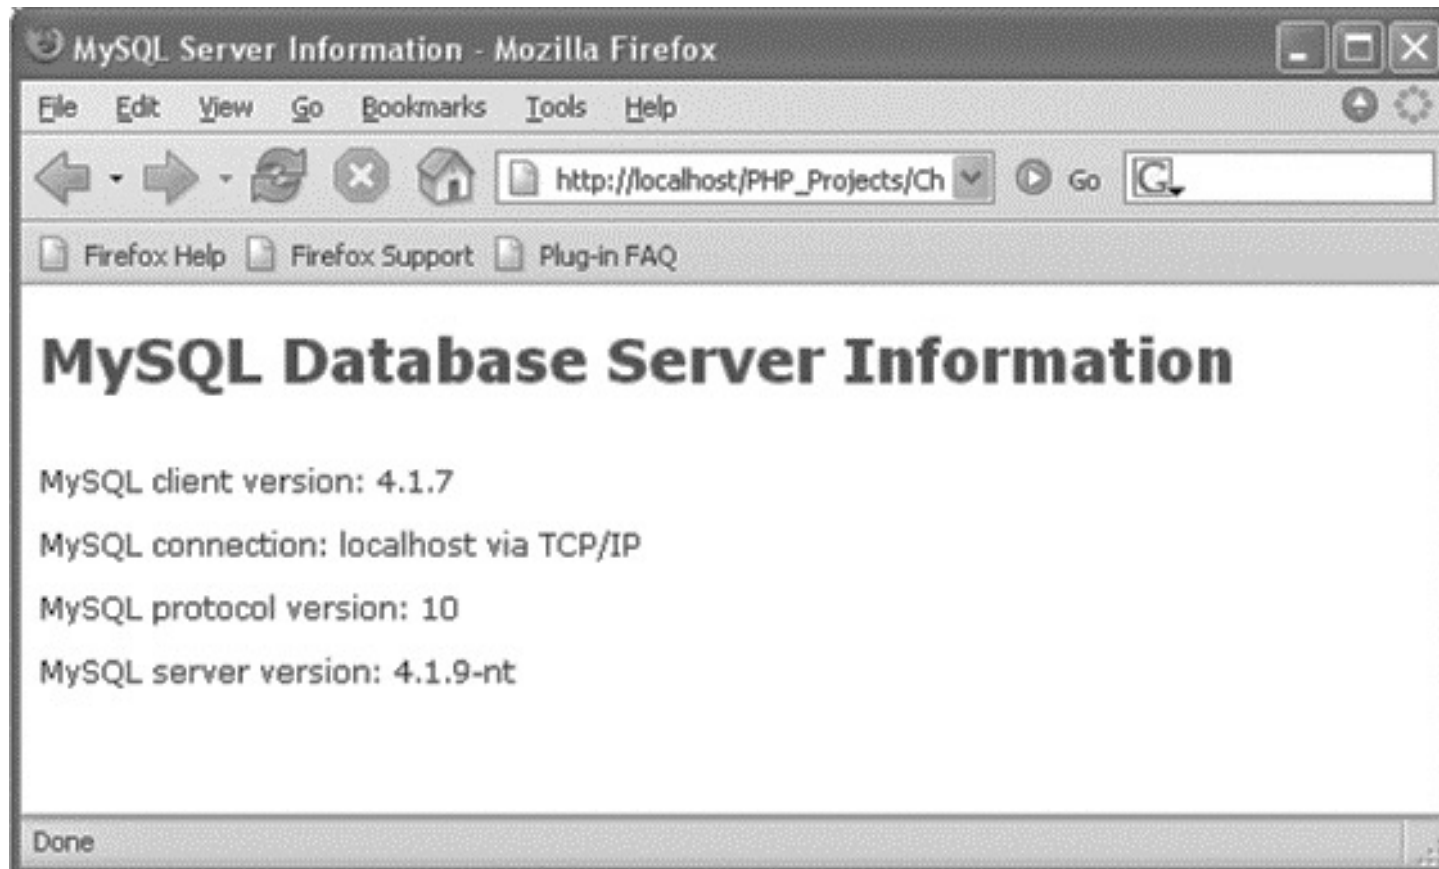 MySQL Server Information - Mozilla Firefox
File Edit View Go Bookmarks Tools Help
http://localhost/PHP_Projects/Ch Go G
Firefox Help Firefox Support Plug-in FAQ
MySQL Database Server Information
MySQL client version: 4.1.7
MySQL connection: localhost via TCP/IP
MySQL protocol version: 10
MySQL server version: 4.1.9-nt
Done